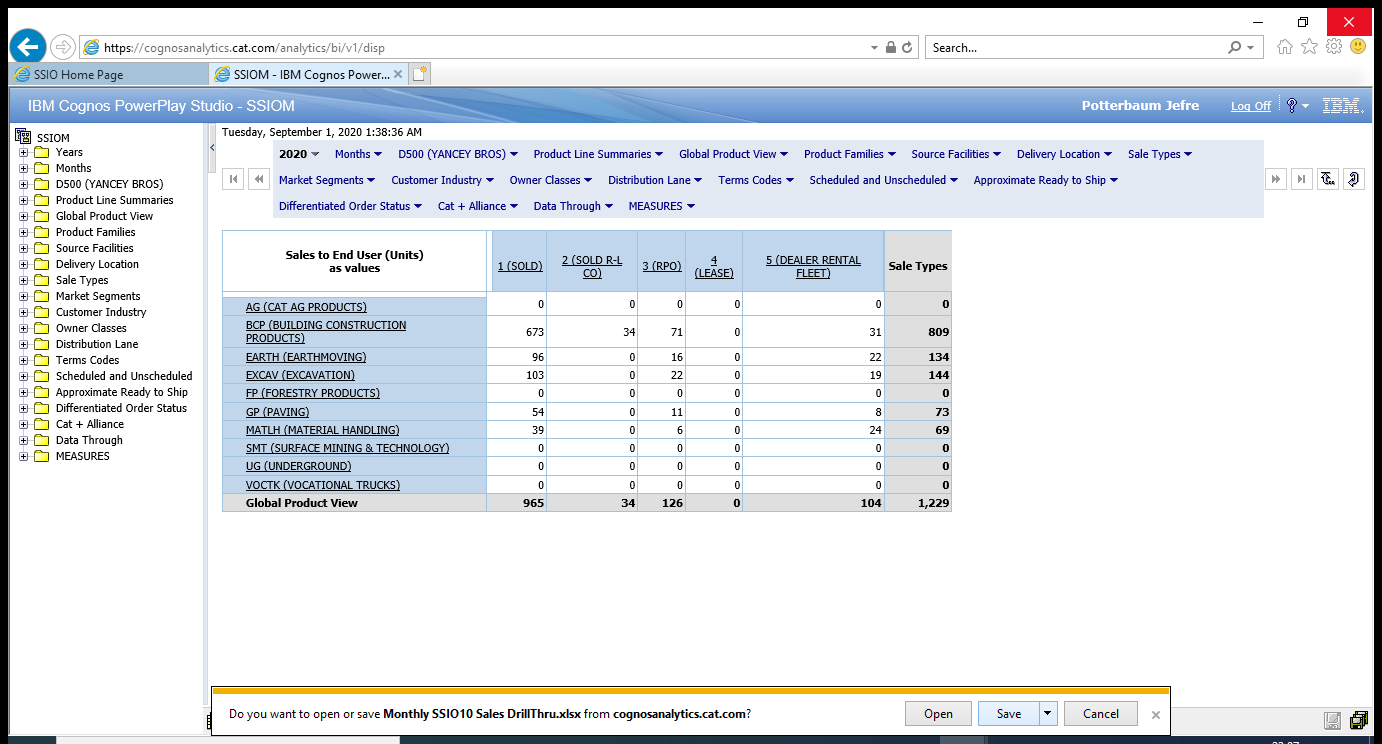 https://cognosanalytics.cat.com/analytics/bi/v1/disp
Search...
SSIO Home Page
SSIOM - IBM Cognos Power...
IBM Cognos PowerPlay Studio - SSIOM
Potterbaum Jefre
Log Off
?
IBM.
SSIOM
Years
Months
D500 (YANCEY BROS)
Product Line Summaries
Global Product View
Product Families
Source Facilities
Delivery Location
Sale Types
Market Segments
Customer Industry
Owner Classes
Distribution Lane
Terms Codes
Scheduled and Unscheduled
Approximate Ready to Ship
Differentiated Order Status
Cat + Alliance
Data Through
MEASURES
Tuesday, September 1, 2020 1:38:36 AM
2020 Months D500 (YANCEY BROS) Product Line Summaries Global Product View Product Families Source Facilities Delivery Location Sale Types
Market Segments Customer Industry Owner Classes Distribution Lane Terms Codes Scheduled and Unscheduled Approximate Ready to Ship
Differentiated Order Status Cat + Alliance Data Through MEASURES
Sales to End User (Units)
as values
1 (SOLD)
2 (SOLD R-L
CO)
3 (RPO)
4
(LEASE)
5 (DEALER RENTAL
FLEET)
Sale Types
AG (CAT AG PRODUCTS) 0 0 0 0 0 0
BCP (BUILDING CONSTRUCTION
PRODUCTS) 673 34 71 0 31 809
EARTH (EARTHMOVING) 96 0 16 0 22 134
EXCAV (EXCAVATION) 103 0 22 0 19 144
FP (FORESTRY PRODUCTS) 0 0 0 0 0 0
GP (PAVING) 54 0 11 0 8 73
MATLH (MATERIAL HANDLING) 39 0 6 0 24 69
SMT (SURFACE MINING & TECHNOLOGY) 0 0 0 0 0 0
UG (UNDERGROUND) 0 0 0 0 0 0
VOCTK (VOCATIONAL TRUCKS) 0 0 0 0 0 0
Global Product View 965 34 126 0 104 1,229
Do you want to open or save Monthly SSIO10 Sales DrillThru.xlsx from cognosanalytics.cat.com?
Open
Save
Cancel